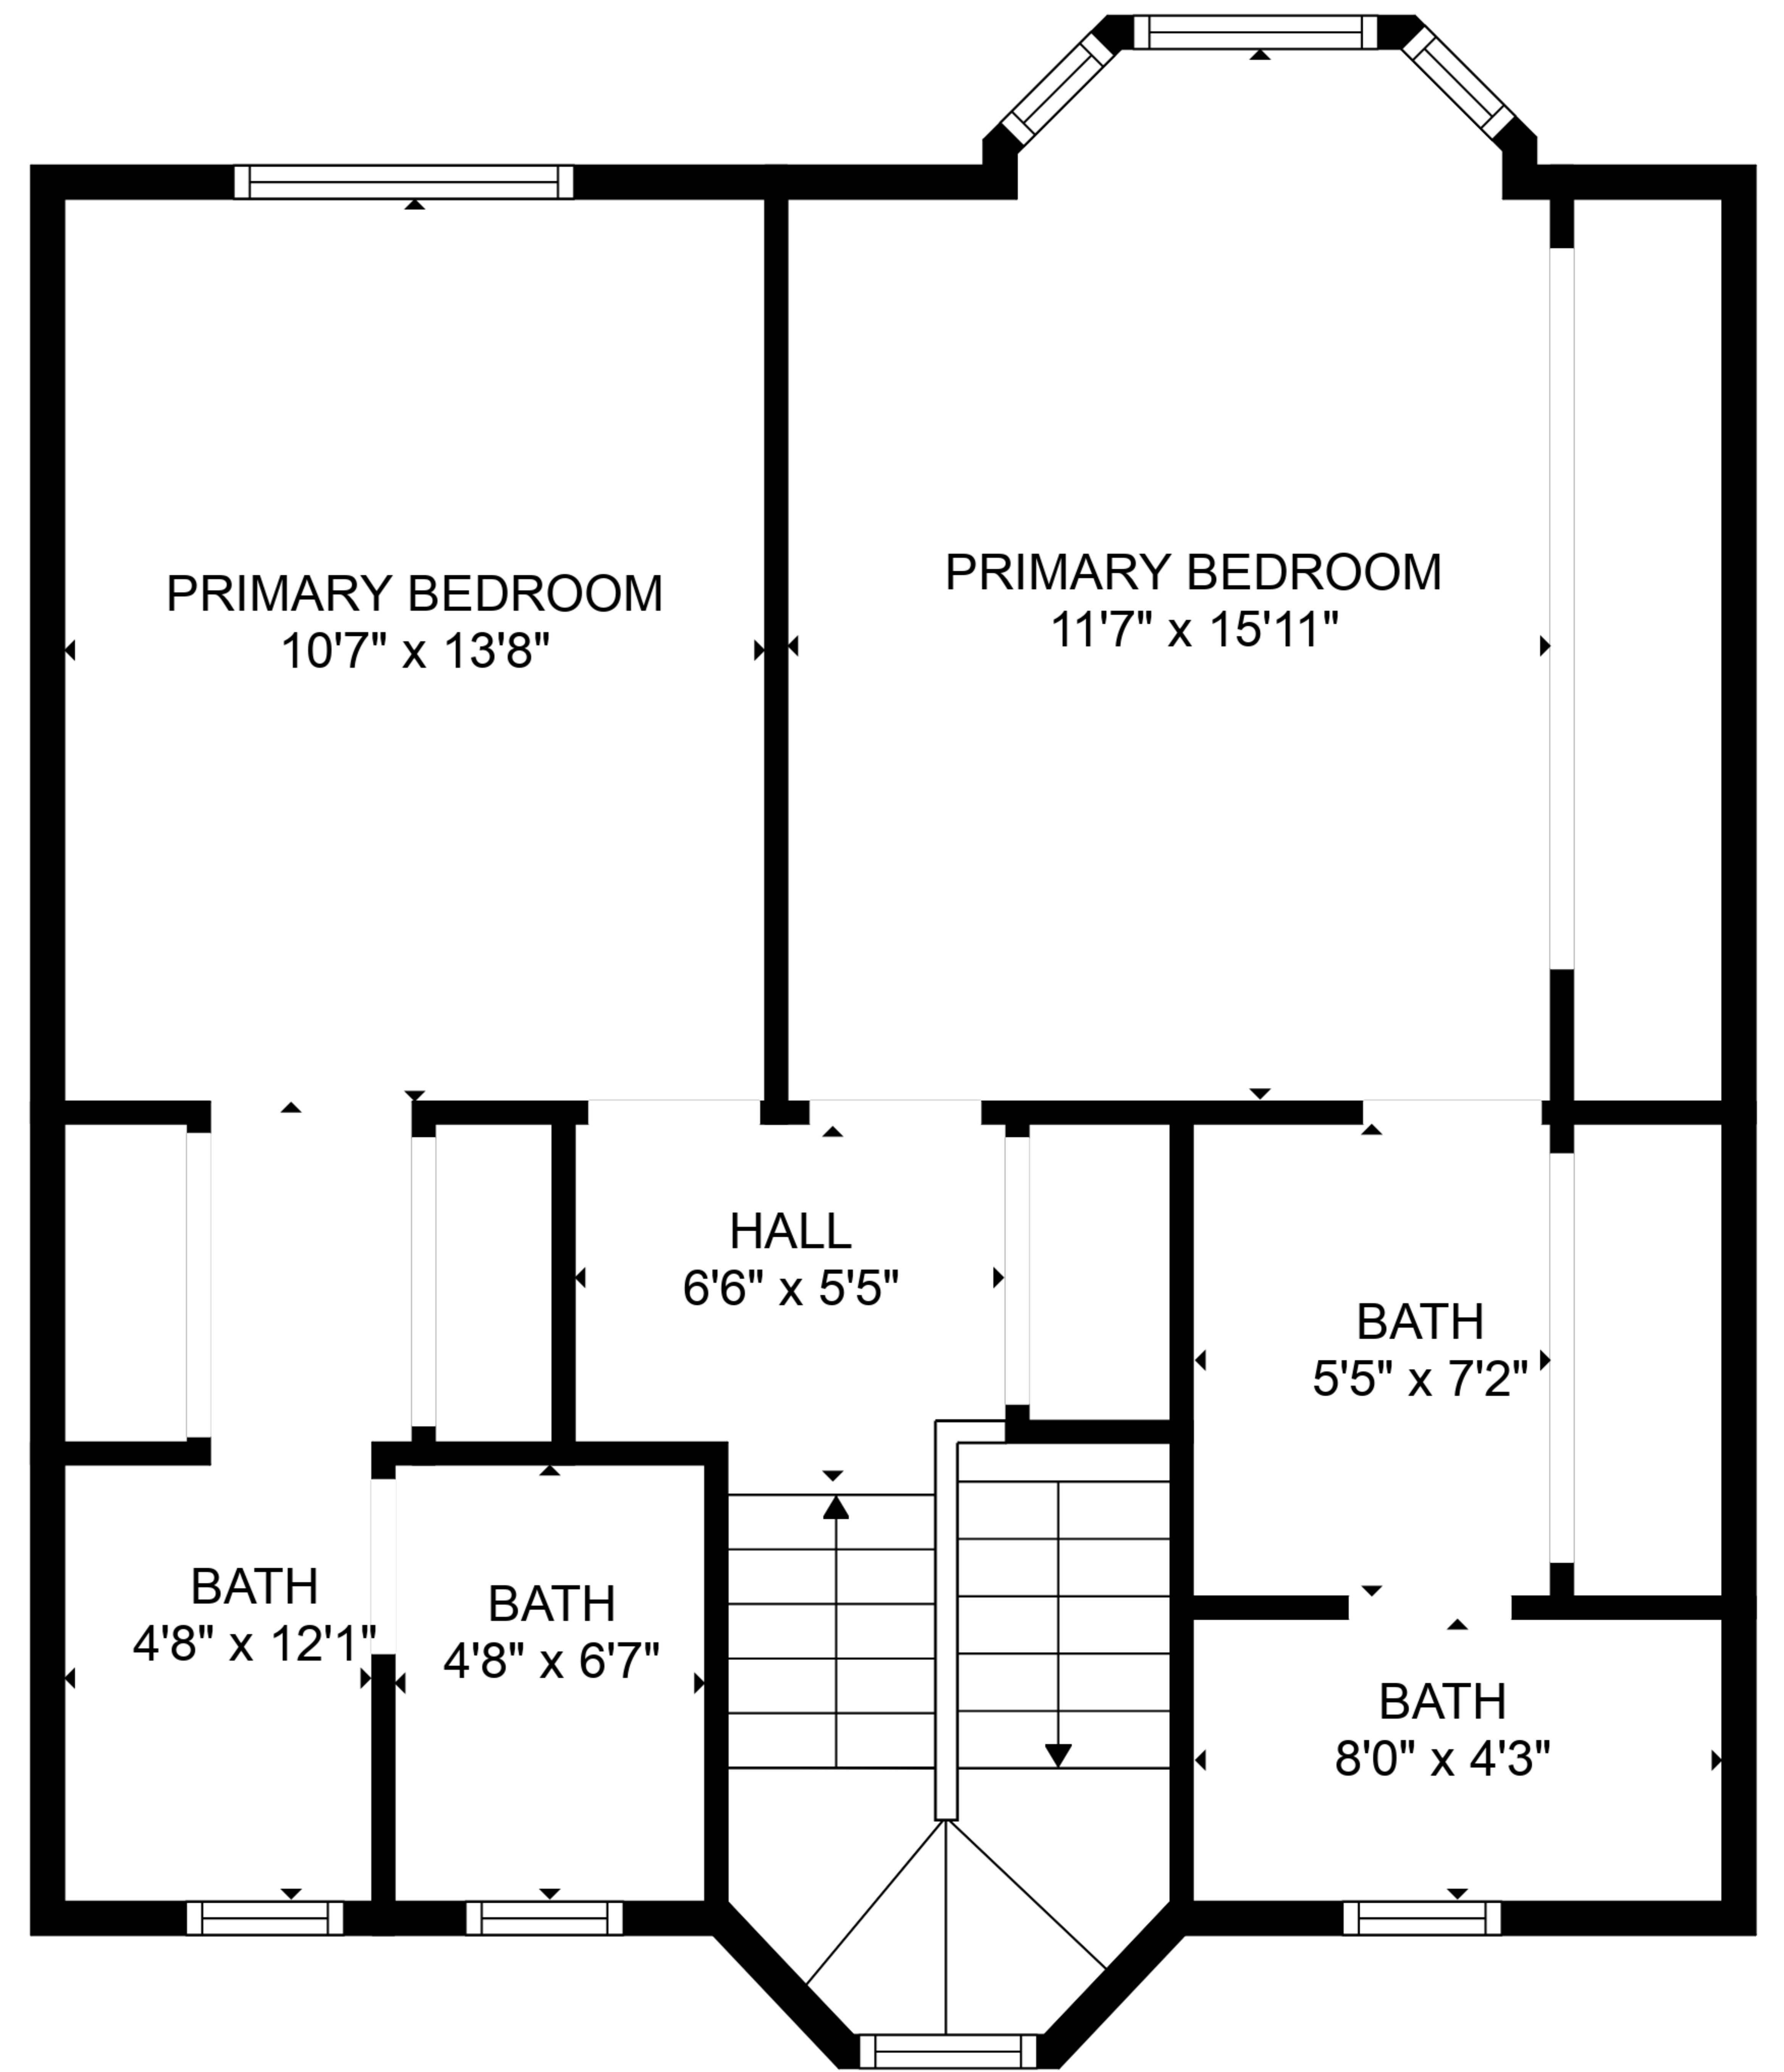 PRIMARY BEDROOM
10'7" x 13'8"
PRIMARY BEDROOM
11'7" x 15'11"
HALL
6'6" x 5'5"
BATH
5'5" x 7'2"
BATH
4'8" x 12'1"
BATH
4'8" x 6'7"
BATH
8'0" x 4'3"